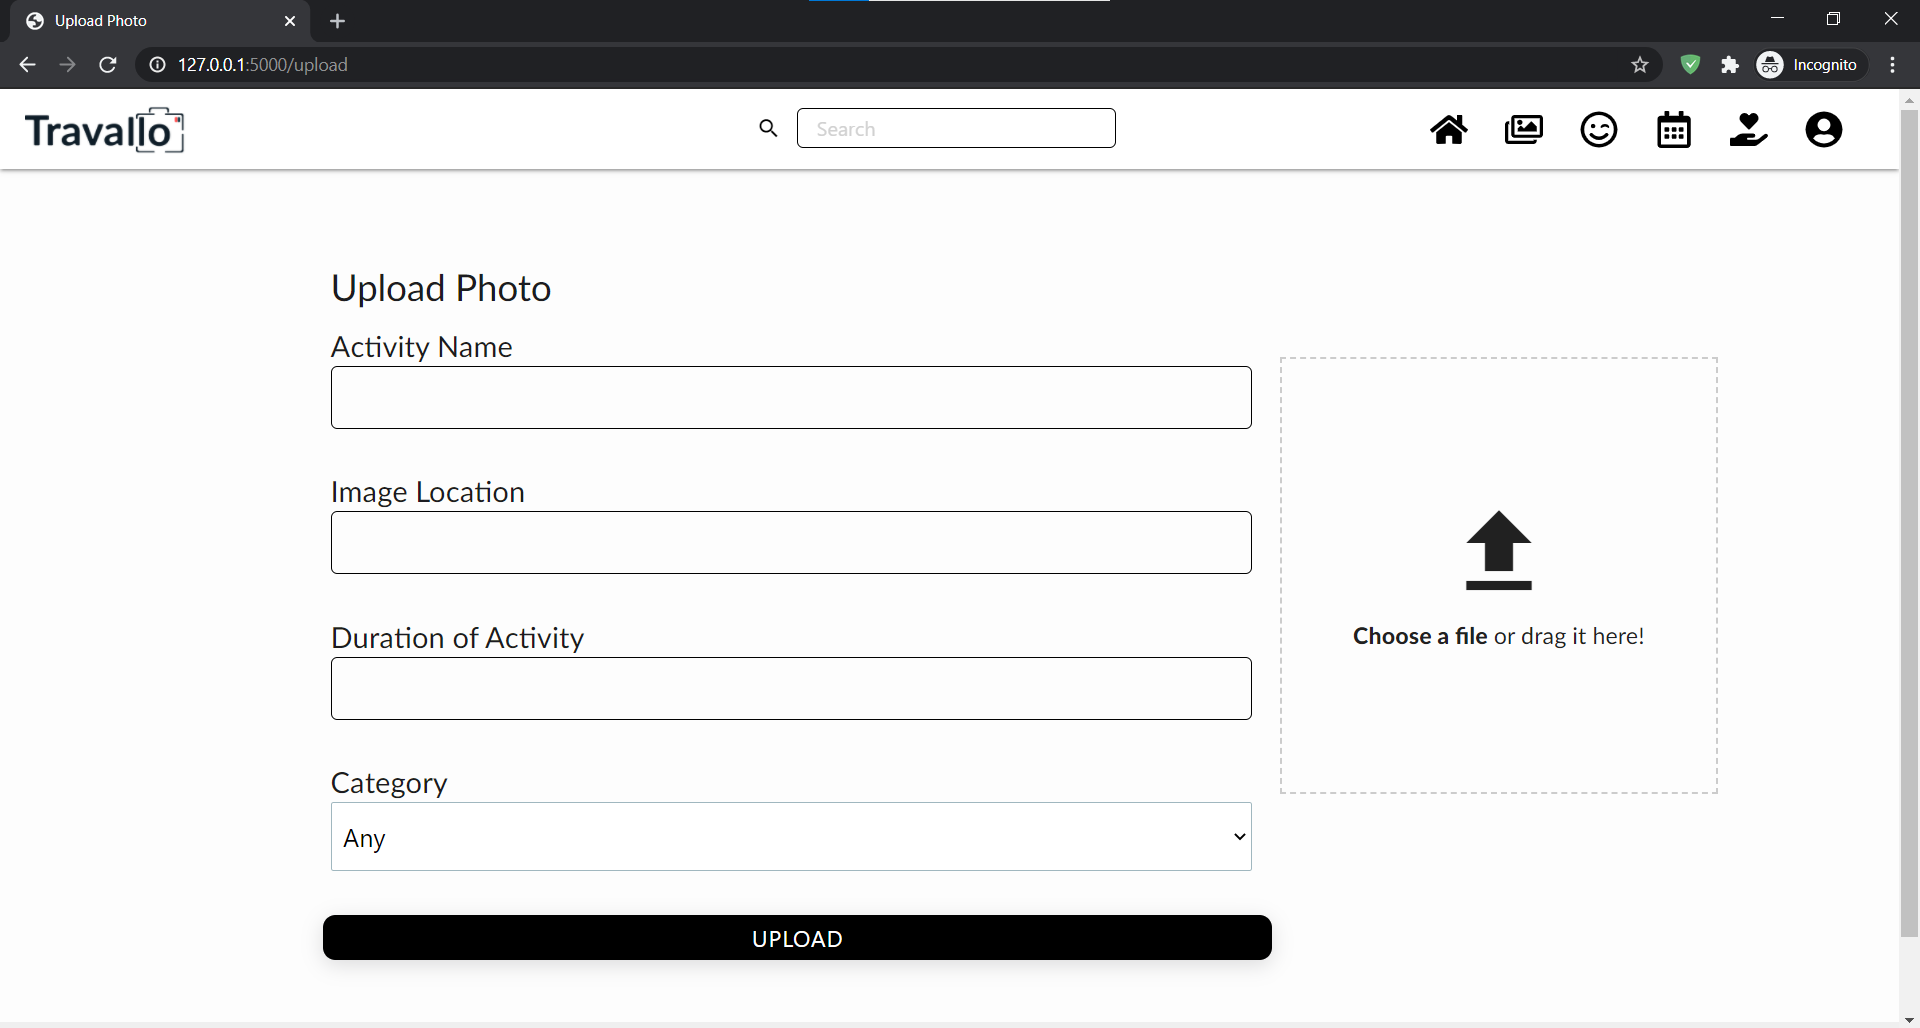 Upload Photo
127.0.0.1:5000/upload
Incognito
Travallo
Search
Upload Photo
Activity Name
Image Location
Duration of Activity
Category
Any
UPLOAD
Choose a file or drag it here!